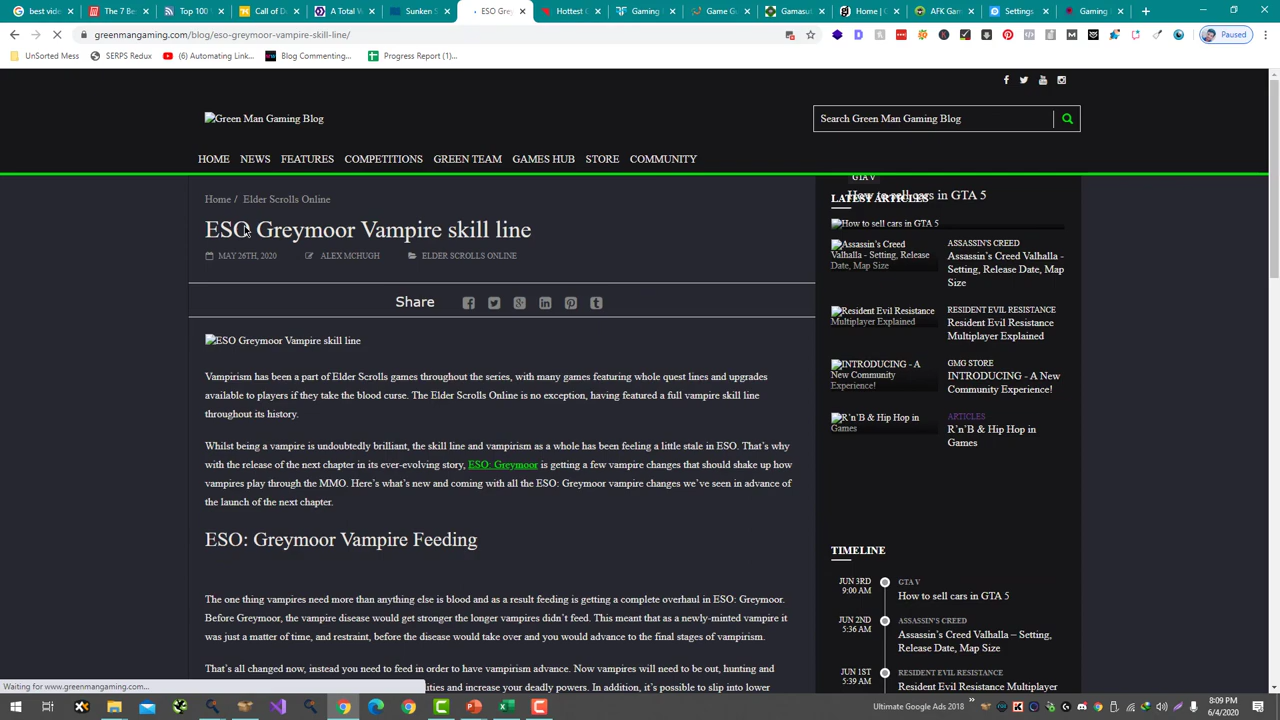 best vide
The 7 Be
Top 100
Call of D
A Total W
Sunken S
ESO Grey
Hottest G
Gaming
Game G
Gamasut
Home | G
AFK Gam
Settings
Gaming
greenmangaming.com/blog/eso-greymoor-vampire-skill-line/
Paused
UnSorted Mess
SERPS Redux
(6) Automating Link...
Blog Commenting...
Progress Report (...
Green Man Gaming Blog
Search Green Man Gaming Blog
HOME NEWS FEATURES COMPETITIONS GREEN TEAM GAMES HUB STORE COMMUNITY
Home / Elder Scrolls Online
ESO Greymoor Vampire skill line
MAY 26TH, 2020 ALEX MCHUGH ELDER SCROLLS ONLINE
Share
ESO Greymoor Vampire skill line
Vampirism has been a part of Elder Scrolls games throughout the series, with many games featuring whole quest lines and upgrades
available to players if they take the blood curse. The Elder Scrolls Online is no exception, having featured a full vampire skill line
throughout its history.
Whilst being a vampire is undoubtedly brilliant, the skill line and vampirism as a whole has been feeling a little stale in ESO. That's why
with the release of the next chapter in its ever-evolving story, ESO: Greymoor is getting a few vampire changes that should shake up how
vampires play through the MMO. Here's what's new and coming with all the ESO: Greymoor vampire changes we've seen in advance of
the launch of the next chapter.
ESO: Greymoor Vampire Feeding
The one thing vampires need more than anything else is blood and as a result feeding is getting a complete overhaul in ESO: Greymoor.
Before Greymoor, the vampire disease would get stronger the longer vampires didn't feed. This meant that as a newly-minted vampire it
was just a matter of time, and restraint, before the disease would take over and you would advance to the final stages of vampirism.
That's all changed now, instead you need to feed in order to have vampirism advance. Now vampires will need to be out, hunting and
ities and increase your deadly powers. In addition, it's possible to slip into lower
GTA V
How to sell cars in GTA 5
LATEST ARTICLES
How to sell cars in GTA 5
Assassin's Creed
Valhalla - Setting,
Release Date, Map
Size
ASSASSIN'S CREED
Assassin's Creed Valhalla -
Setting, Release Date, Map
Size
Resident Evil Resistance
Multiplayer Explained
RESIDENT EVIL RESISTANCE
Resident Evil Resistance
Multiplayer Explained
INTRODUCING - A
New Community
Experience!
GMG STORE
INTRODUCING - A New
Community Experience!
R'n'B & Hip Hop in
Games
ARTICLES
R'n'B & Hip Hop in
Games
TIMELINE
JUN 3RD
9:00 AM
GTA V
How to sell cars in GTA 5
JUN 2ND
5:36 AM
ASSASSIN'S CREED
Assassin's Creed Valhalla – Setting,
Release Date, Map Size
JUN 1ST
5:39 AM
RESIDENT EVIL RESISTANCE
Resident Evil Resistance Multiplayer
Waiting for www.greenmangaming.com...
Ultimate Google Ads 2018
8:09 PM
6/4/2020